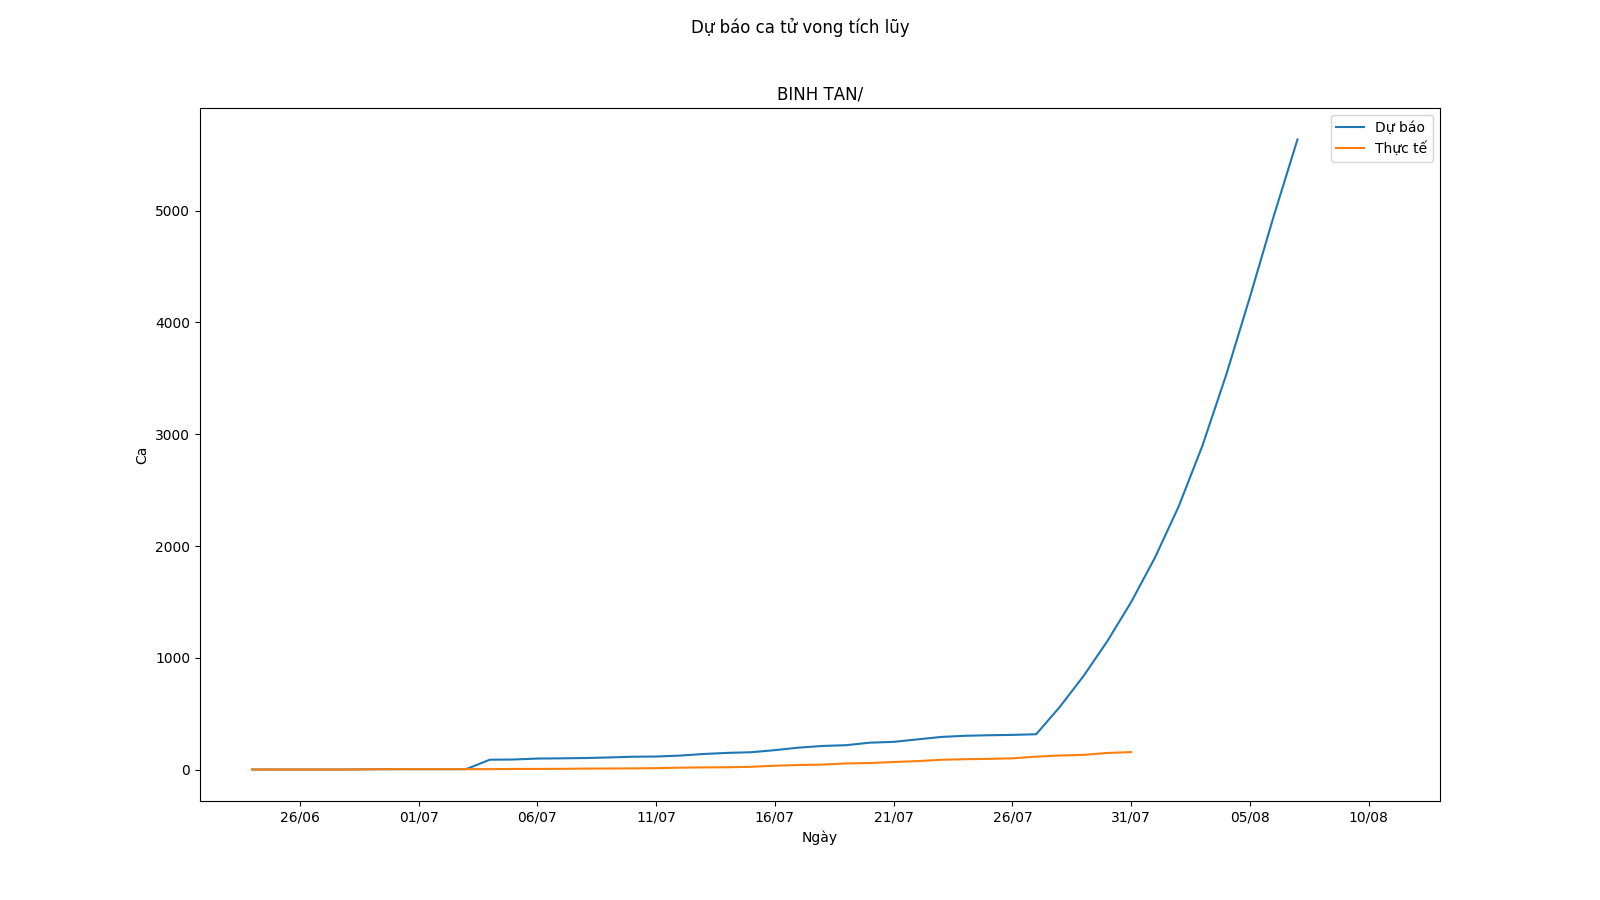 Dự báo ca tử vong tích lũy
BINH TAN/
Dự báo
Thực tế
5000
4000
3000
2000
1000
0
Ca
26/06
01/07
06/07
11/07
16/07
21/07
26/07
31/07
05/08
10/08
Ngày